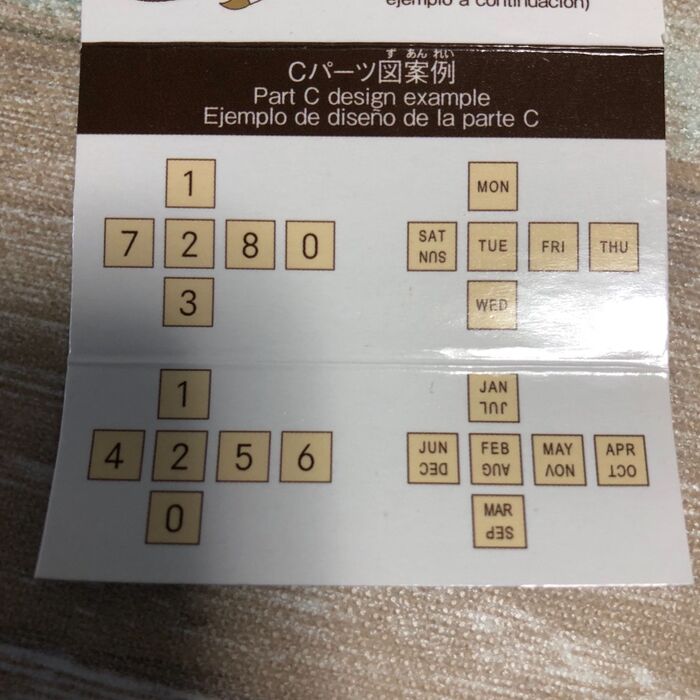 ejemplo a continuación)
ず あん れい
Cパーツ図案例
Part C design example
Ejemplo de diseño de la parte C
1
7 2 8 0
3
MON
SAT TUE FRI THU
SUN
WED
1
4 2 5 6
0
JAN
JUL
JUN FEB MAY APR
DEC AUG NOV OCT
MAR
SEP